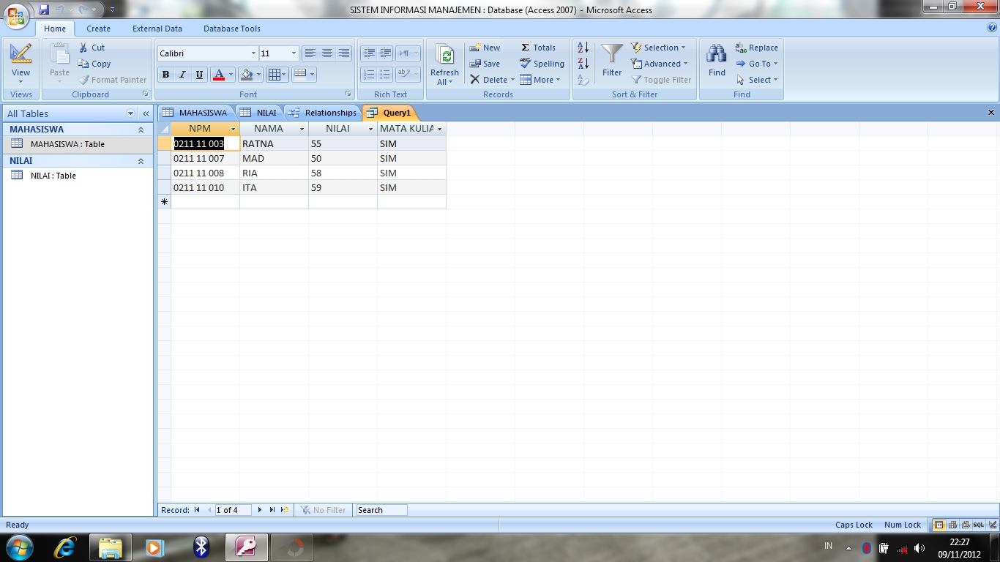 SISTEM INFORMASI MANAJEMEN : Database (Access 2007) - Microsoft Access
Home Create External Data Database Tools
View
Views
Paste
Cut
Copy
Format Painter
Clipboard
Calibri 11
B I U A
Font
Rich Text
Refresh All
New
Save
Delete
Totals
Spelling
More
Records
Filter
Selection
Advanced
Toggle Filter
Sort & Filter
Find
Replace
Go To
Select
Find
All Tables
MAHASISWA
MAHASISWA : Table
NILAI
NILAI : Table
MAHASISWA NILAI Relationships Query1
NPM NAMA NILAI MATA KULIA
0211 11 003 RATNA 55 SIM
0211 11 007 MAD 50 SIM
0211 11 008 RIA 58 SIM
0211 11 010 ITA 59 SIM
Record: 1 of 4 No Filter Search
Ready Caps Lock Num Lock SQL
IN 22:27
09/11/2012